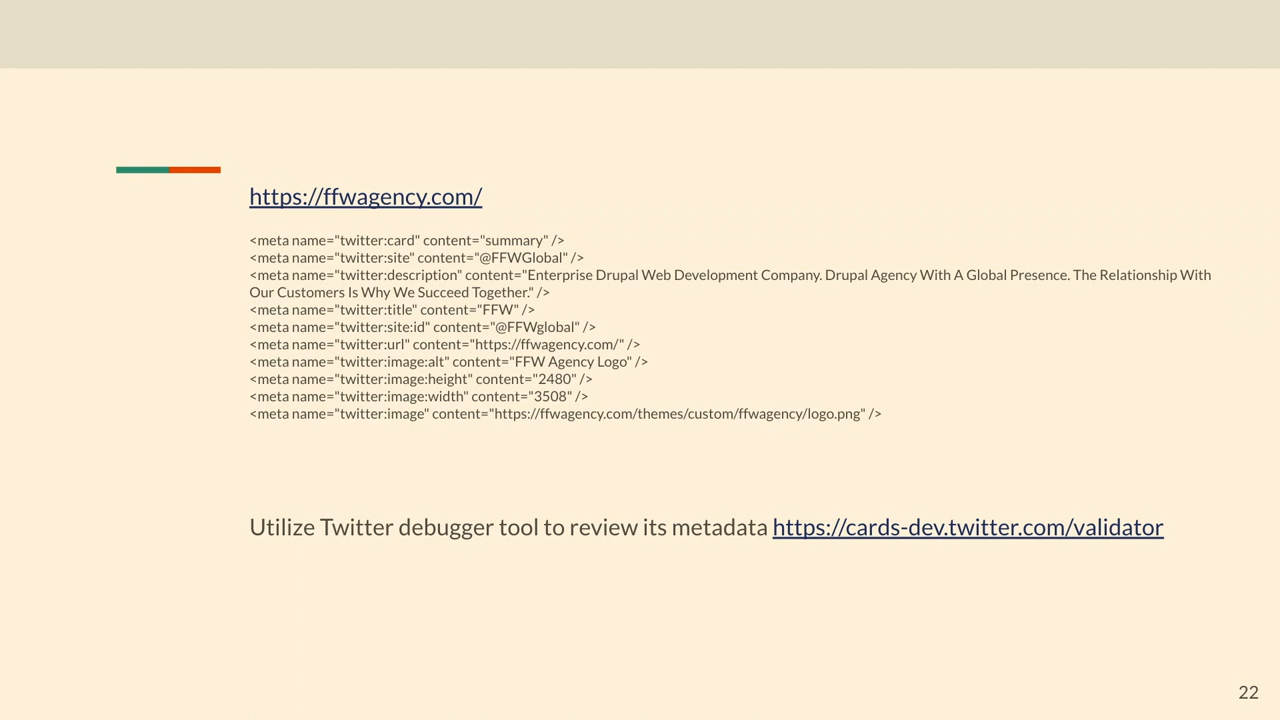 https://ffwagency.com/
<meta name="twitter:card" content="summary" />
<meta name="twitter:site" content="@FFWGlobal" />
<meta name="twitter:description" content="Enterprise Drupal Web Development Company. Drupal Agency With A Global Presence. The Relationship With
Our Customers Is Why We Succeed Together." />
<meta name="twitter:title" content="FFW" />
<meta name="twitter:site:id" content="@FFWglobal" />
<meta name="twitter:url" content="https://ffwagency.com/" />
<meta name="twitter:image:alt" content="FFW Agency Logo" />
<meta name="twitter:image:height" content="2480" />
<meta name="twitter:image:width" content="3508" />
<meta name="twitter:image" content="https://ffwagency.com/themes/custom/ffwagency/logo.png" />
Utilize Twitter debugger tool to review its metadata https://cards-dev.twitter.com/validator
22